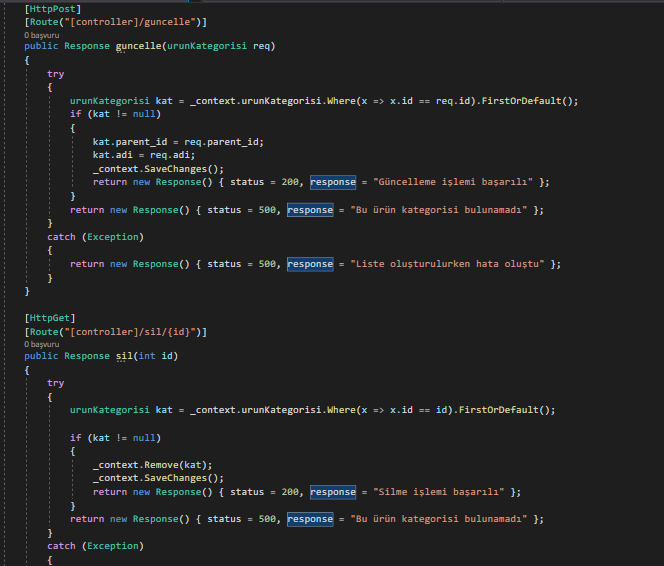 [HttpPost]
[Route("[controller]/guncelle")]
0 başvuru
public Response guncelle(urunKategorisi req)
{
try
{
urunKategorisi kat = _context.urunKategorisi.Where(x => x.id == req.id).FirstOrDefault();
if (kat != null)
{
kat.parent_id = req.parent_id;
kat.adi = req.adi;
_context.SaveChanges();
return new Response() { status = 200, response = "Güncelleme işlemi başarılı" };
}
return new Response() { status = 500, response = "Bu ürün kategorisi bulunamadı" };
}
catch (Exception)
{
return new Response() { status = 500, response = "Liste oluşturulurken hata oluştu" };
}
}
[HttpGet]
[Route("[controller]/sil/{id}")]
0 başvuru
public Response sil(int id)
{
try
{
urunKategorisi kat = _context.urunKategorisi.Where(x => x.id == id).FirstOrDefault();
if (kat != null)
{
_context.Remove(kat);
_context.SaveChanges();
return new Response() { status = 200, response = "Silme işlemi başarılı" };
}
return new Response() { status = 500, response = "Bu ürün kategorisi bulunamadı" };
}
catch (Exception)
{